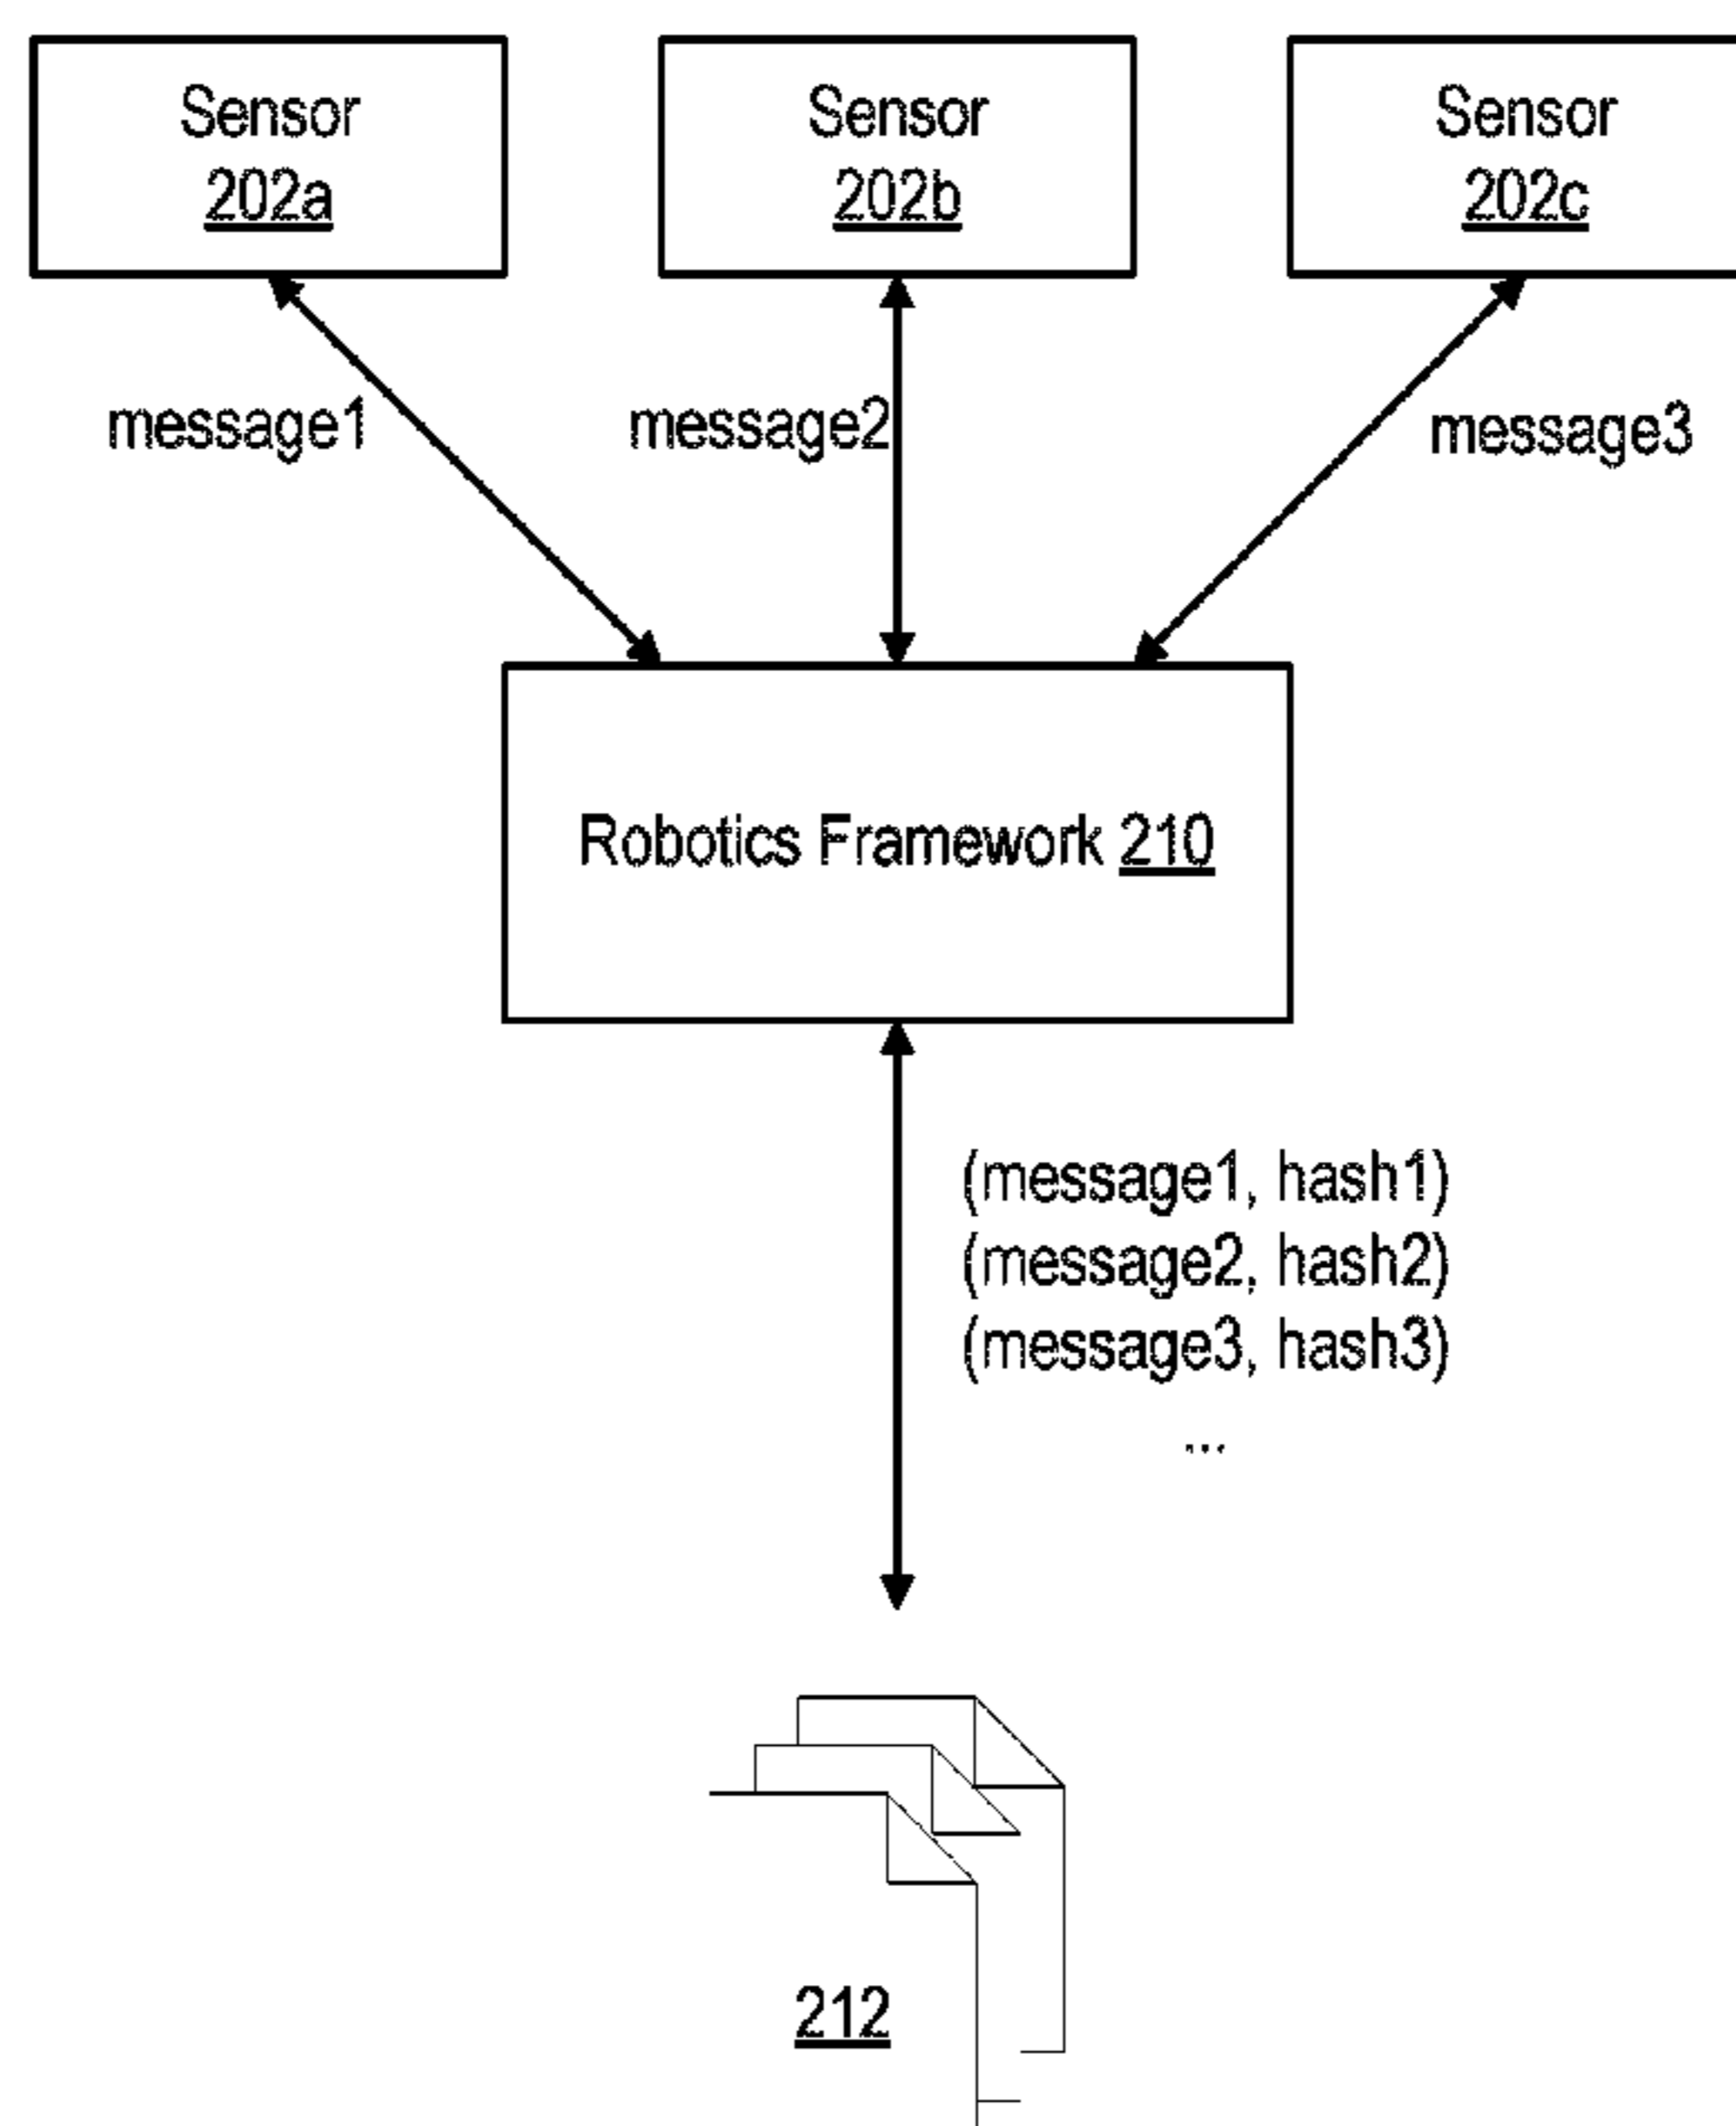 Sensor
202a
Sensor
202b
Sensor
202c
message1
message2
message3
Robotics Framework 210
(message1, hash1)
(message2, hash2)
(message3, hash3)
...
212